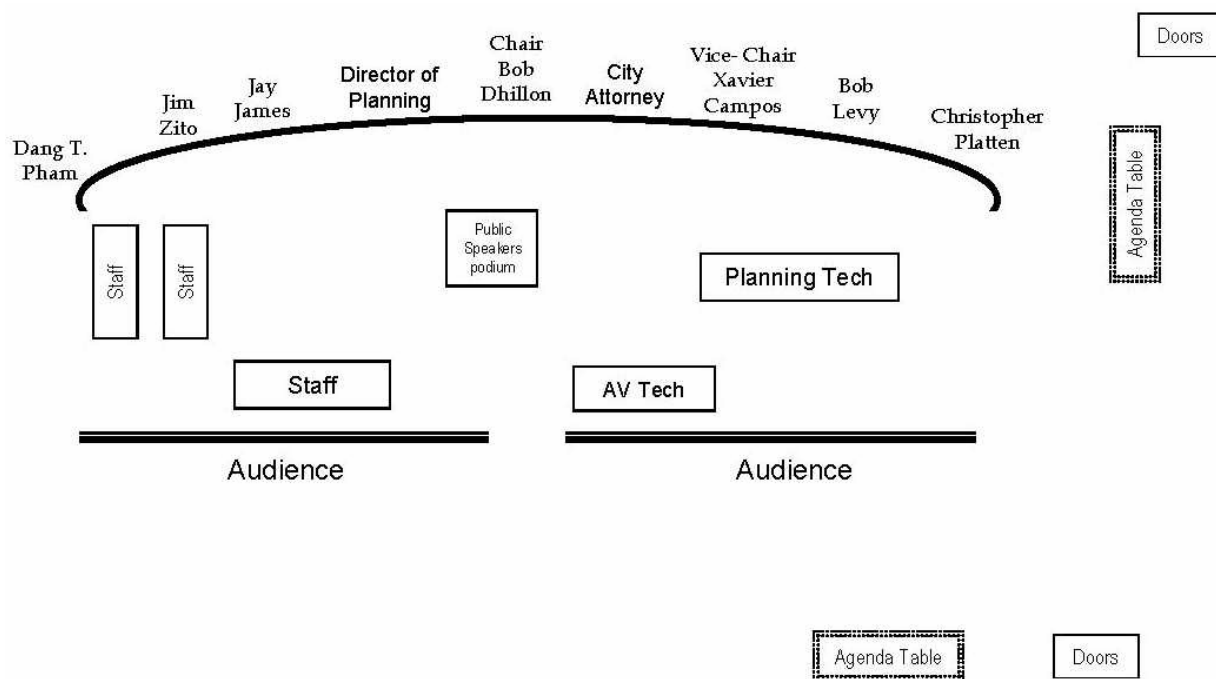 Doors
Chair
Bob
Dhillon
Vice- Chair
Xavier
Campos
Director of
Planning
City
Attorney
Jay
James
Bob
Levy
Jim
Zito
Christopher
Platten
Dang T.
Pham
Agenda Table
Staff
Staff
Public
Speakers
podium
Planning Tech
Staff
AV Tech
Audience
Audience
Agenda Table
Doors